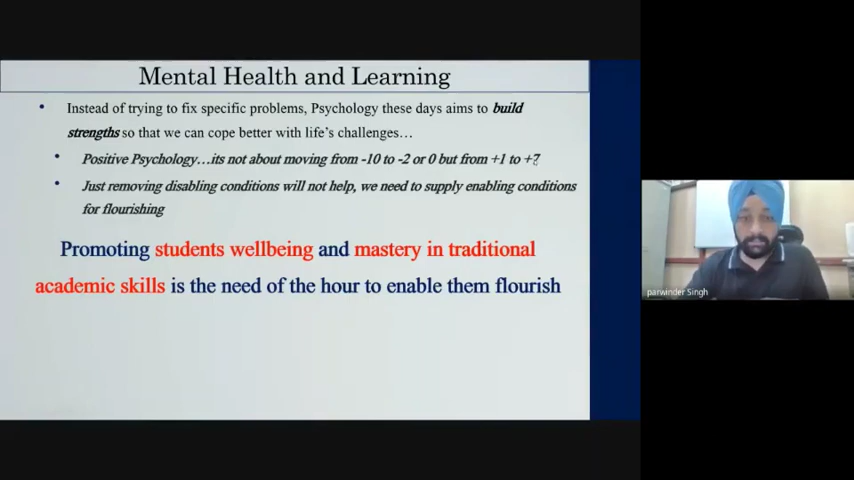 Mental Health and Learning
• Instead of trying to fix specific problems, Psychology these days aims to build
strengths so that we can cope better with life's challenges…
• Positive Psychology…its not about moving from -10 to -2 or 0 but from +1 to +7
• Just removing disabling conditions will not help, we need to supply enabling conditions
for flourishing
Promoting students wellbeing and mastery in traditional
academic skills is the need of the hour to enable them flourish
parwinder Singh